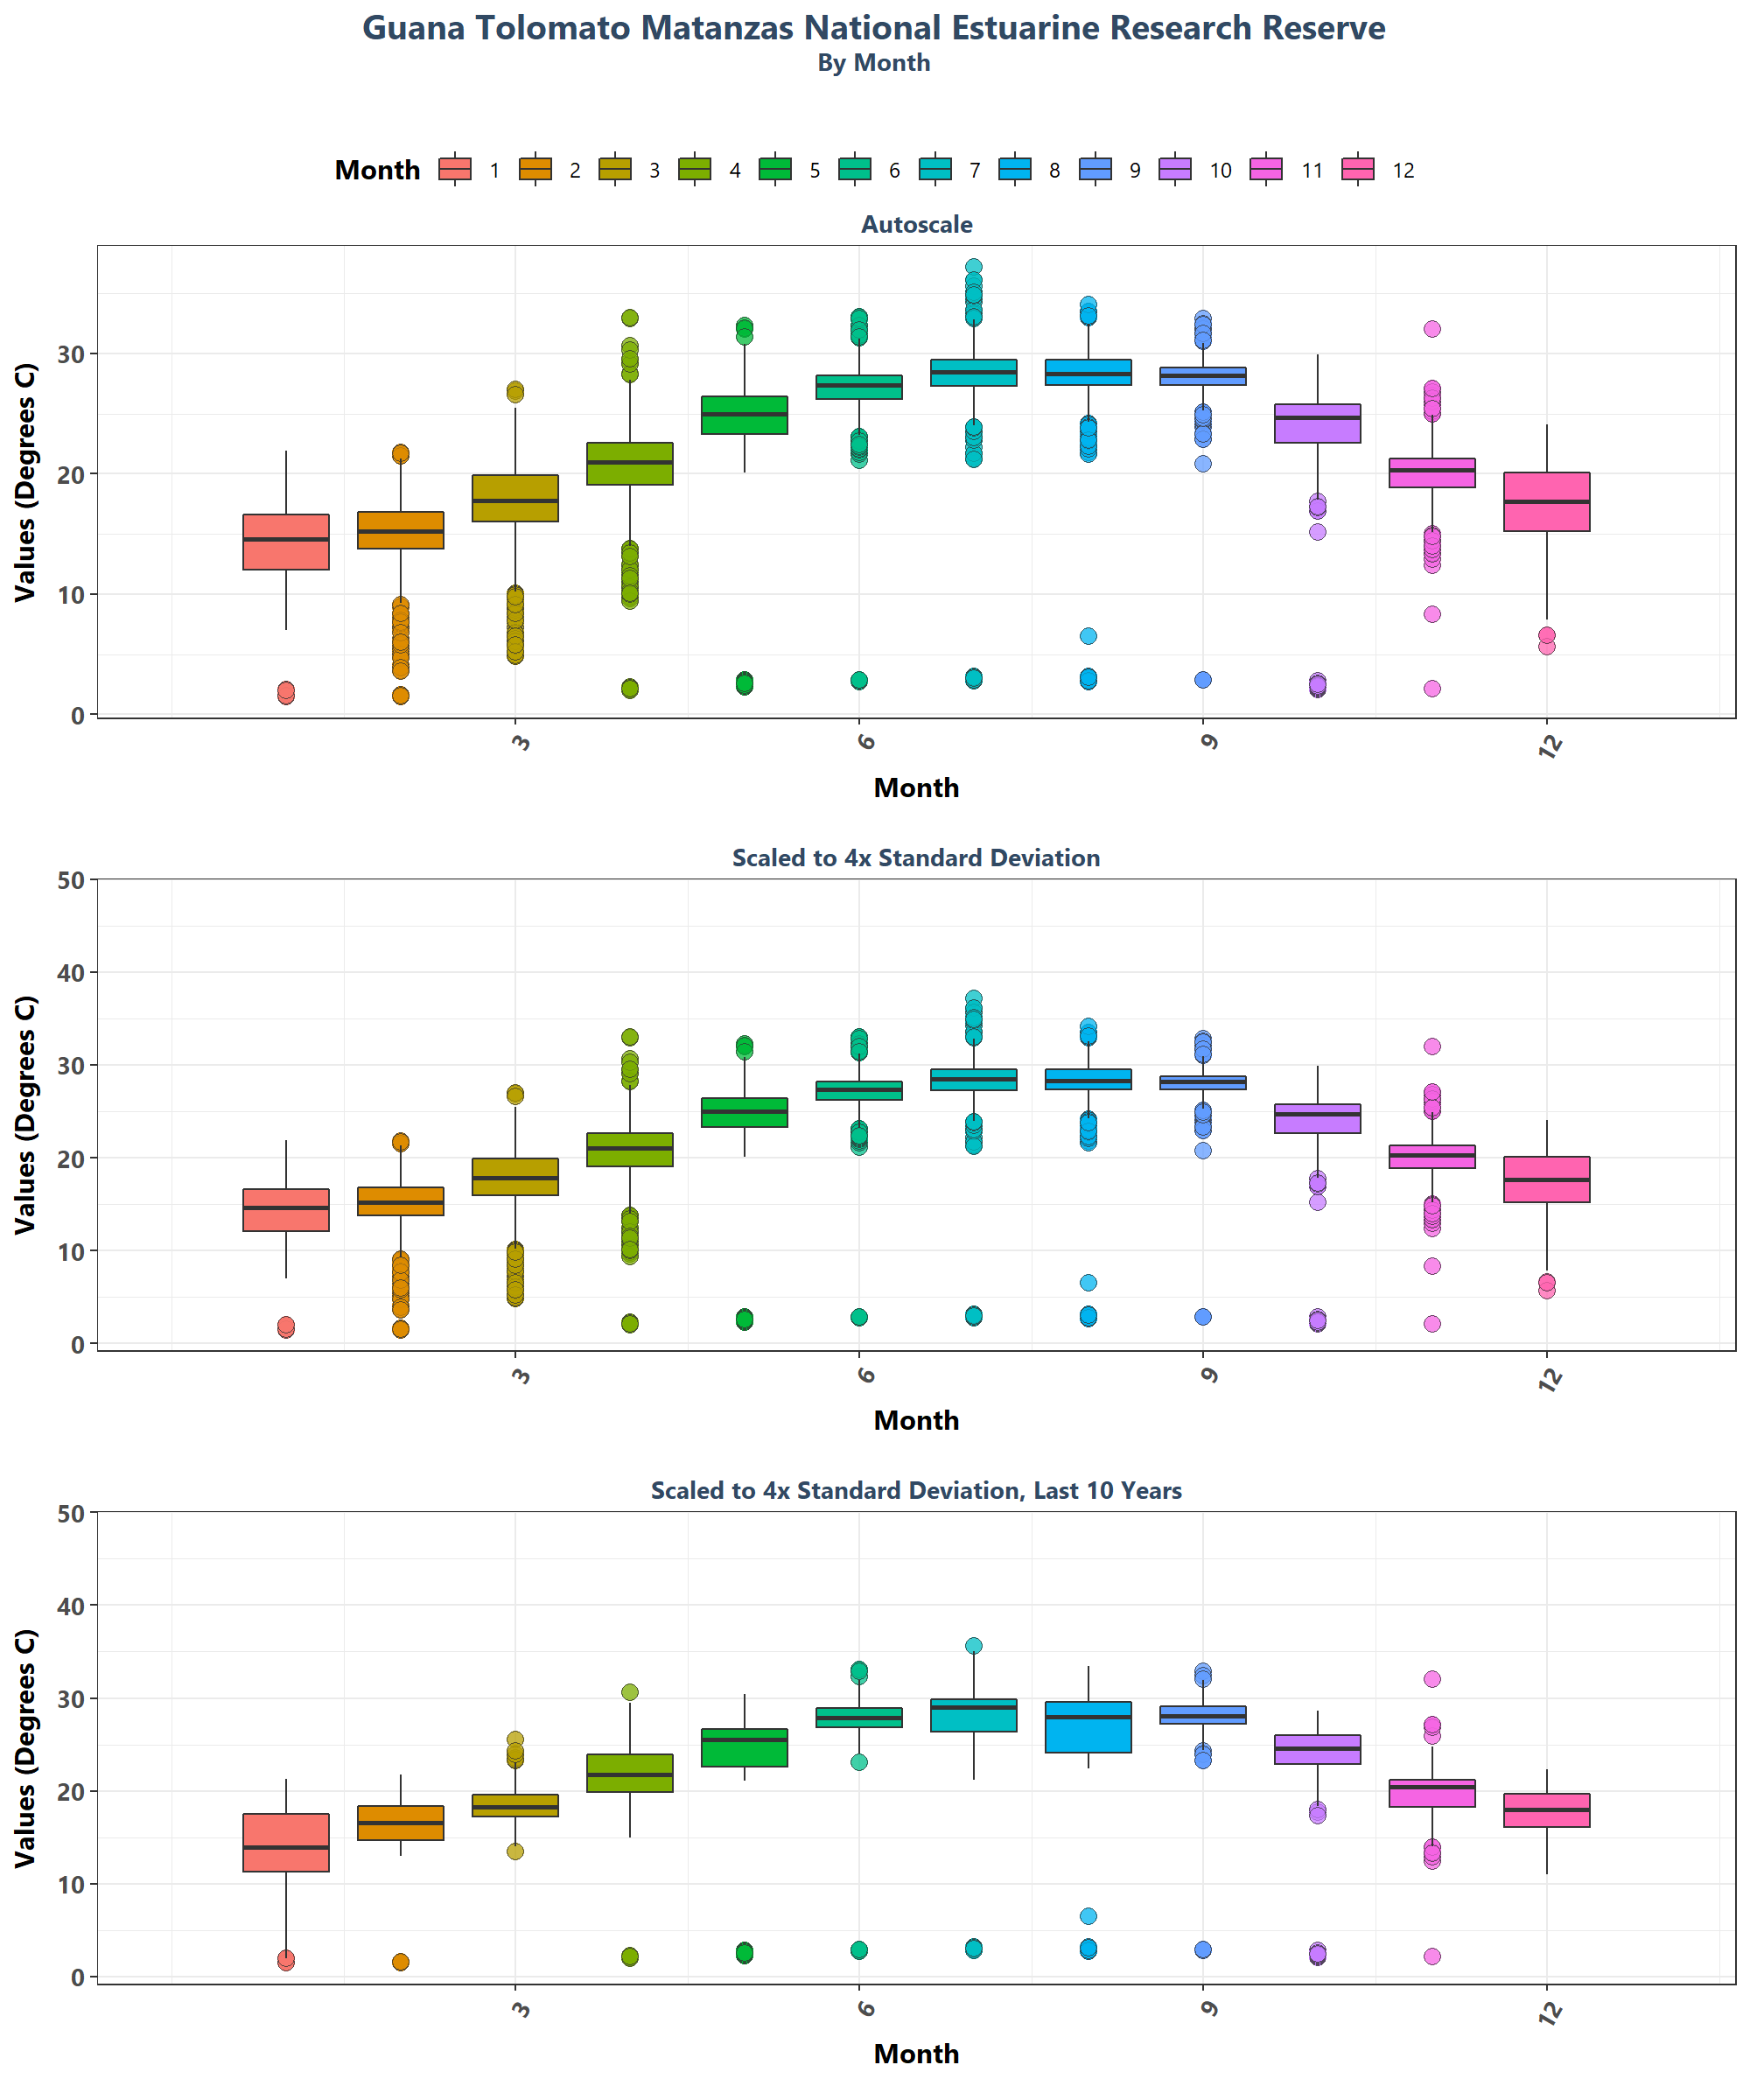 Guana Tolomato Matanzas National Estuarine Research Reserve
By Month
Month 1 2 3 4 5 6 7 8 9 10 11 12
Autoscale
Values (Degrees C)
30
20
10
0
3 6 9 12
Month
Scaled to 4x Standard Deviation
Values (Degrees C)
50
40
30
20
10
0
3 6 9 12
Month
Scaled to 4x Standard Deviation, Last 10 Years
Values (Degrees C)
50
40
30
20
10
0
3 6 9 12
Month